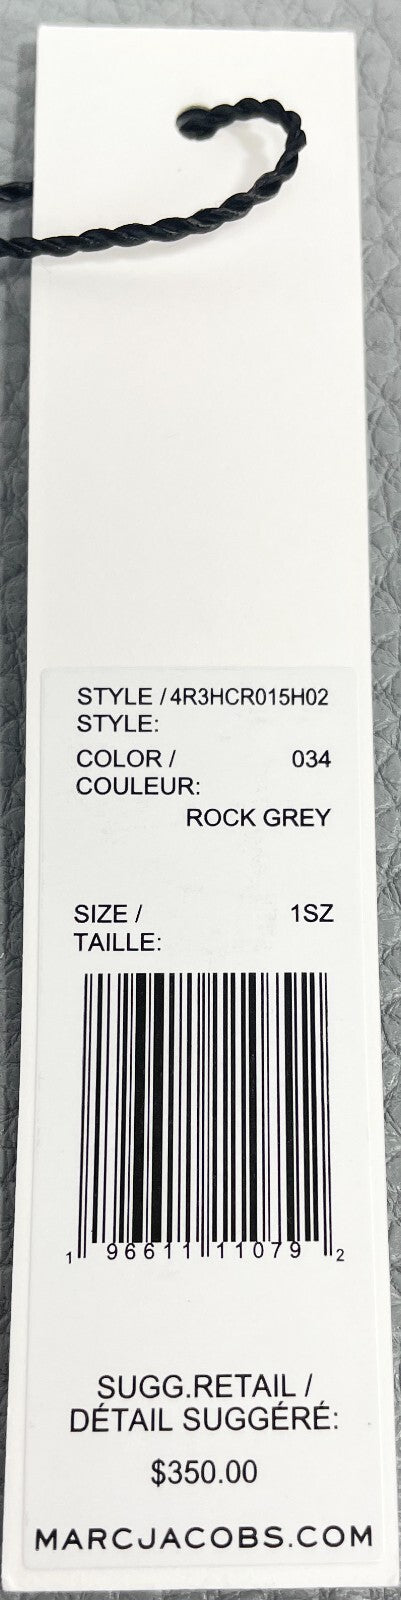 STYLE / 4R3HCR015H02
STYLE:
COLOR / 034
COULEUR:
ROCK GREY
SIZE / 1SZ
TAILLE:
1 96611 11079 2
SUGG.RETAIL /
DÉTAIL SUGGÉRÉ:
$350.00
MARCJACOBS.COM